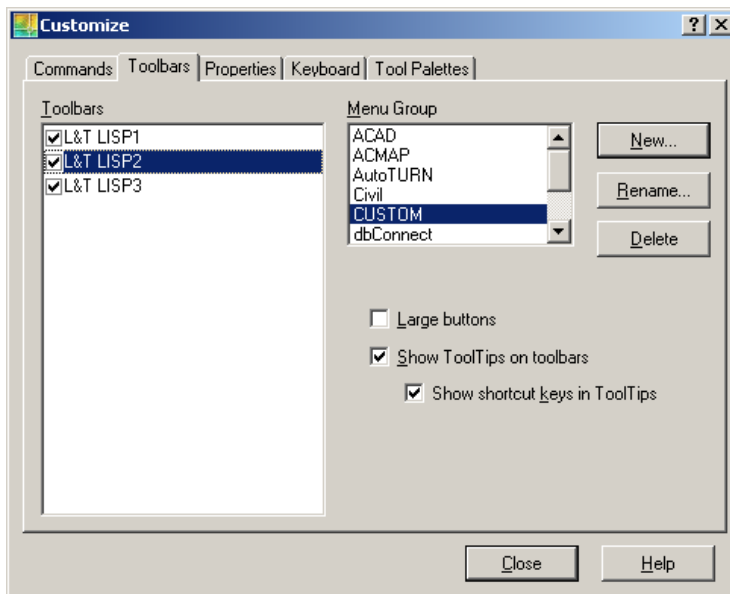 Customize
Commands Toolbars Properties Keyboard Tool Palettes
Toolbars
L&T LISP1
L&T LISP2
L&T LISP3
Menu Group
ACAD
ACMAP
AutoTURN
Civil
CUSTOM
dbConnect
New...
Rename...
Delete
Large buttons
Show ToolTips on toolbars
Show shortcut keys in ToolTips
Close Help